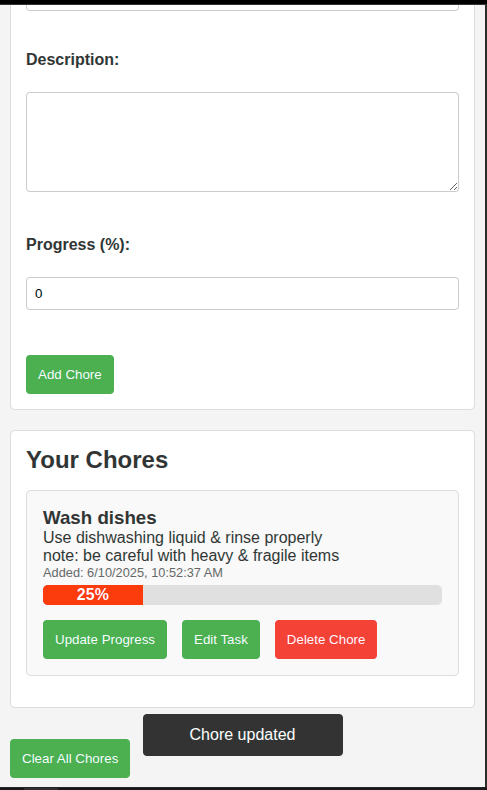 Description:
Progress (%):
0
Add Chore
Your Chores
Wash dishes
Use dishwashing liquid & rinse properly
note: be careful with heavy & fragile items
Added: 6/10/2025, 10:52:37 AM
25%
Update Progress Edit Task Delete Chore
Chore updated
Clear All Chores